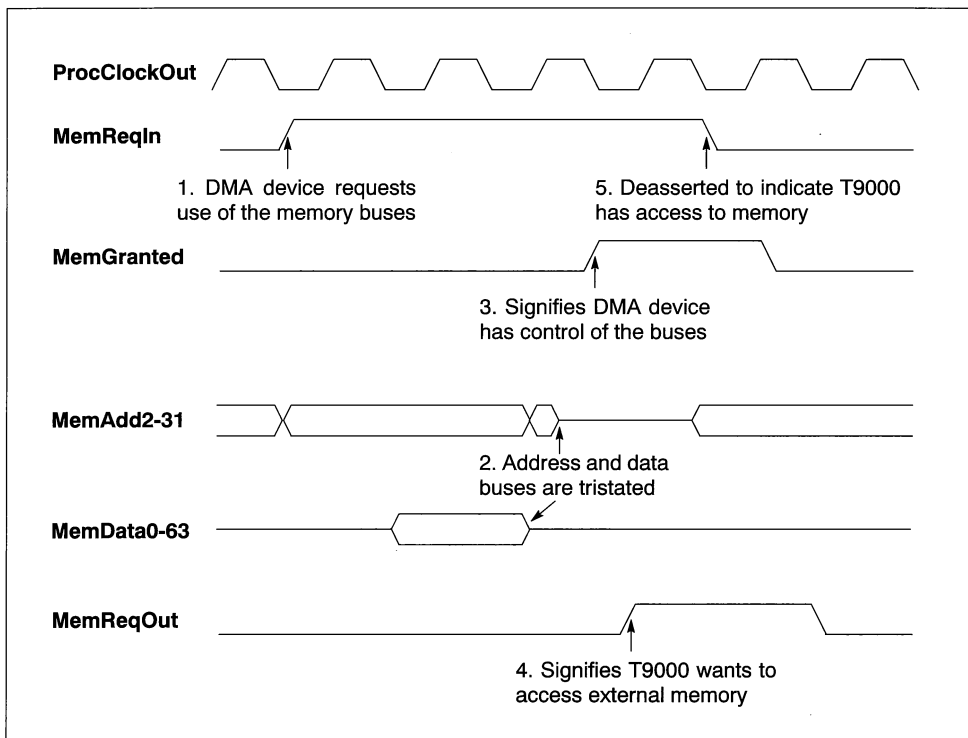 ProcClockOut
MemReqIn
1. DMA device requests
use of the memory buses
5. Deasserted to indicate T9000
has access to memory
MemGranted
3. Signifies DMA device
has control of the buses
MemAdd2-31
2. Address and data
buses are tristated
MemData0-63
MemReqOut
4. Signifies T9000 wants to
access external memory